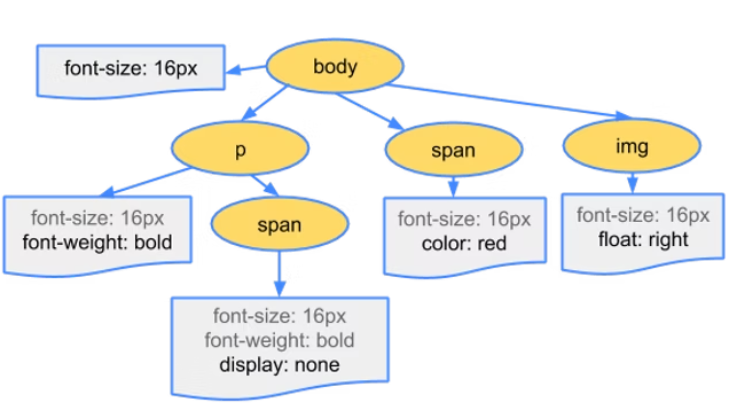 body
font-size: 16px
p
span
img
font-size: 16px
font-weight: bold
span
font-size: 16px
color: red
font-size: 16px
float: right
font-size: 16px
font-weight: bold
display: none